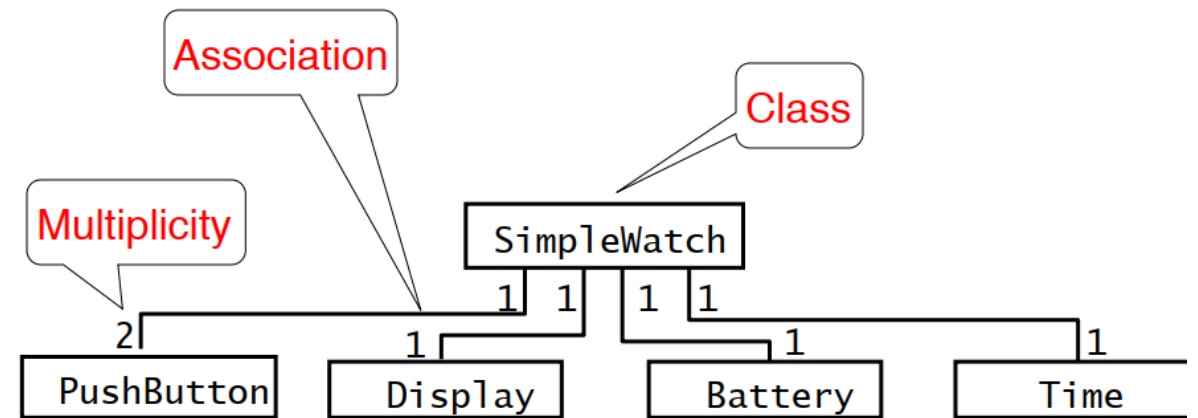 Association
Class
Multiplicity
SimpleWatch
1 1 1 1
2 1 1 1
PushButton Display Battery Time